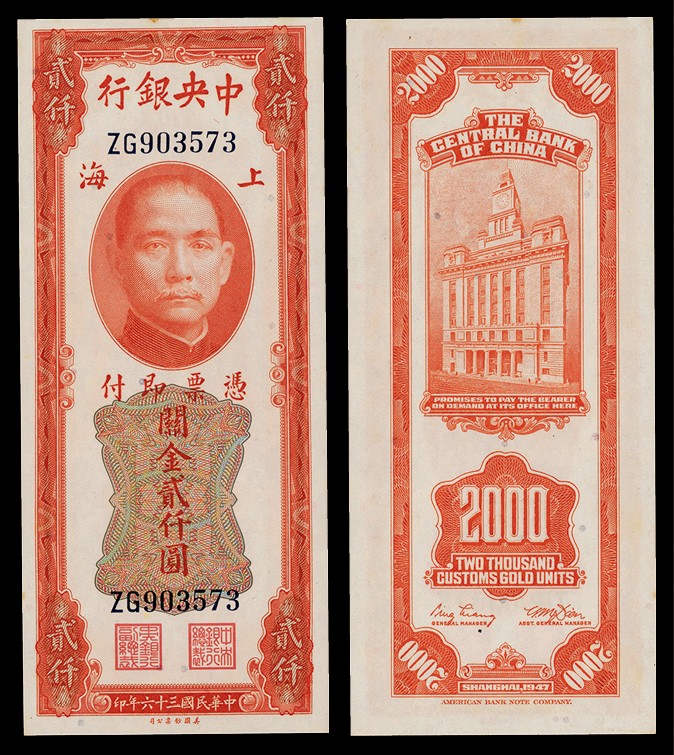 貳仟
貳仟
中央銀行
ZG903573
上海
憑票即付
關金貳仟圓
ZG903573
貳仟
貳仟
中華民國三十六年印
美國鈔票公司
2000
2000
THE
CENTRAL BANK
OF CHINA
PROMISES TO PAY THE BEARER
ON DEMAND AT ITS OFFICE HERE
2000
TWO THOUSAND
CUSTOMS GOLD UNITS
GENERAL MANAGER
ASST. GENERAL MANAGER
2000
2000
SHANGHAI, 1947
AMERICAN BANK NOTE COMPANY.